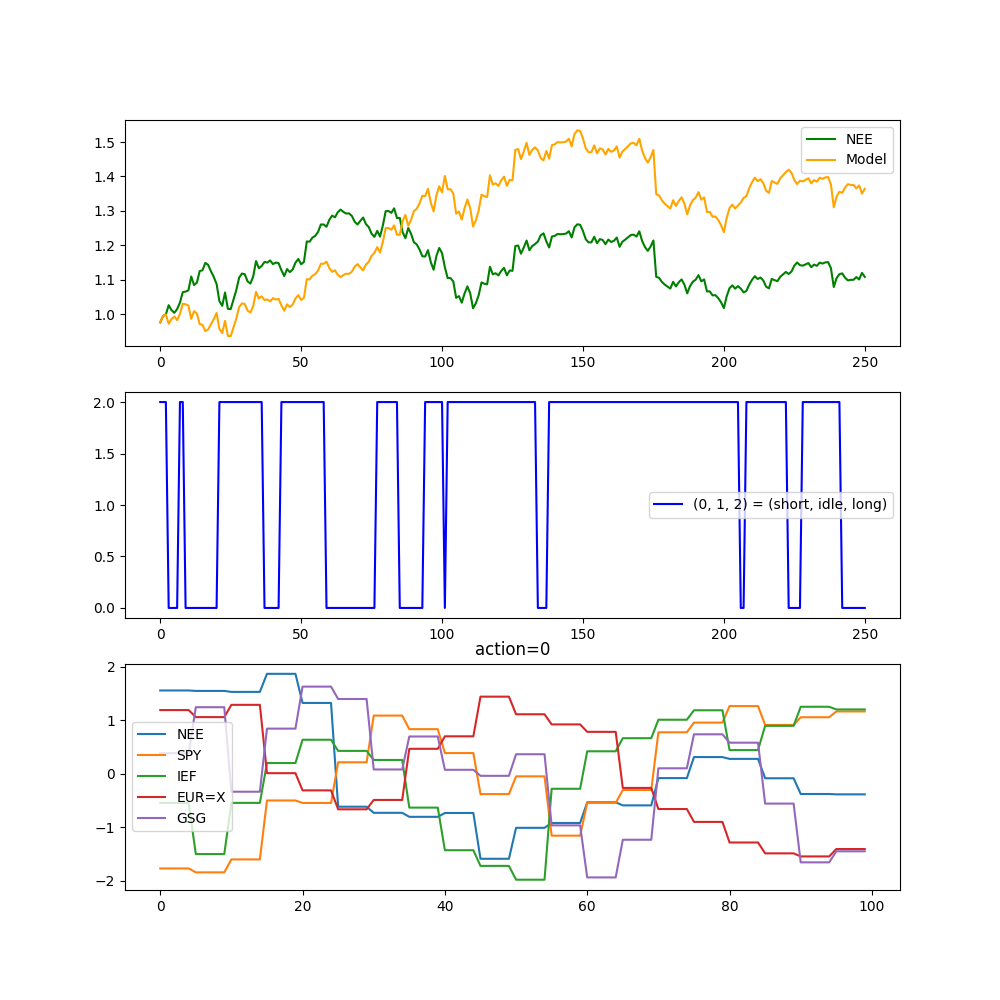 1.5
1.4
1.3
1.2
1.1
1.0
NEE
Model
0 50 100 150 200 250
2.0
1.5
1.0
0.5
0.0
(0, 1, 2) = (short, idle, long)
0 50 100 150 200 250
action=0
2
1
0
−1
−2
NEE
SPY
IEF
EUR=X
GSG
0 20 40 60 80 100